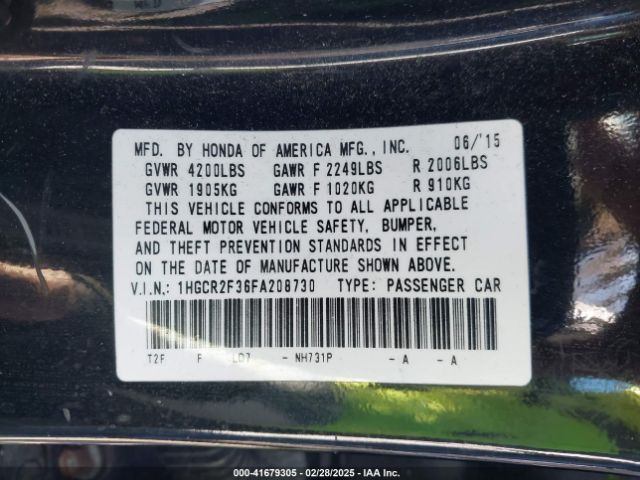 MFD. BY HONDA OF AMERICA MFG., INC. 06/'15
GVWR 4200LBS GAWR F 2249LBS R 2006LBS
GVWR 1905KG GAWR F 1020KG R 910KG
THIS VEHICLE CONFORMS TO ALL APPLICABLE
FEDERAL MOTOR VEHICLE SAFETY, BUMPER,
AND THEFT PREVENTION STANDARDS IN EFFECT
ON THE DATE OF MANUFACTURE SHOWN ABOVE.
V.I.N.: 1HGCR2F36FA208730 TYPE: PASSENGER CAR
T2F F - NH731P - A - A
000-41679305 - 02/28/2025 - IAA Inc.